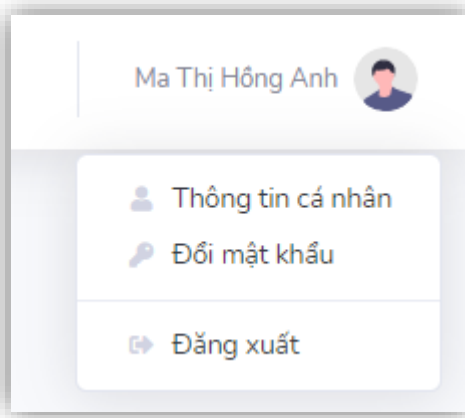 Ma Thị Hồng Anh
Thông tin cá nhân
Đổi mật khẩu
Đăng xuất